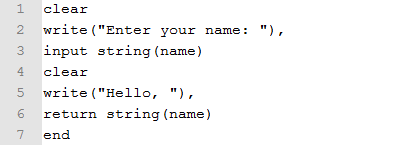 1 clear
2 write("Enter your name: "),
3 input string(name)
4 clear
5 write("Hello, "),
6 return string(name)
7 end